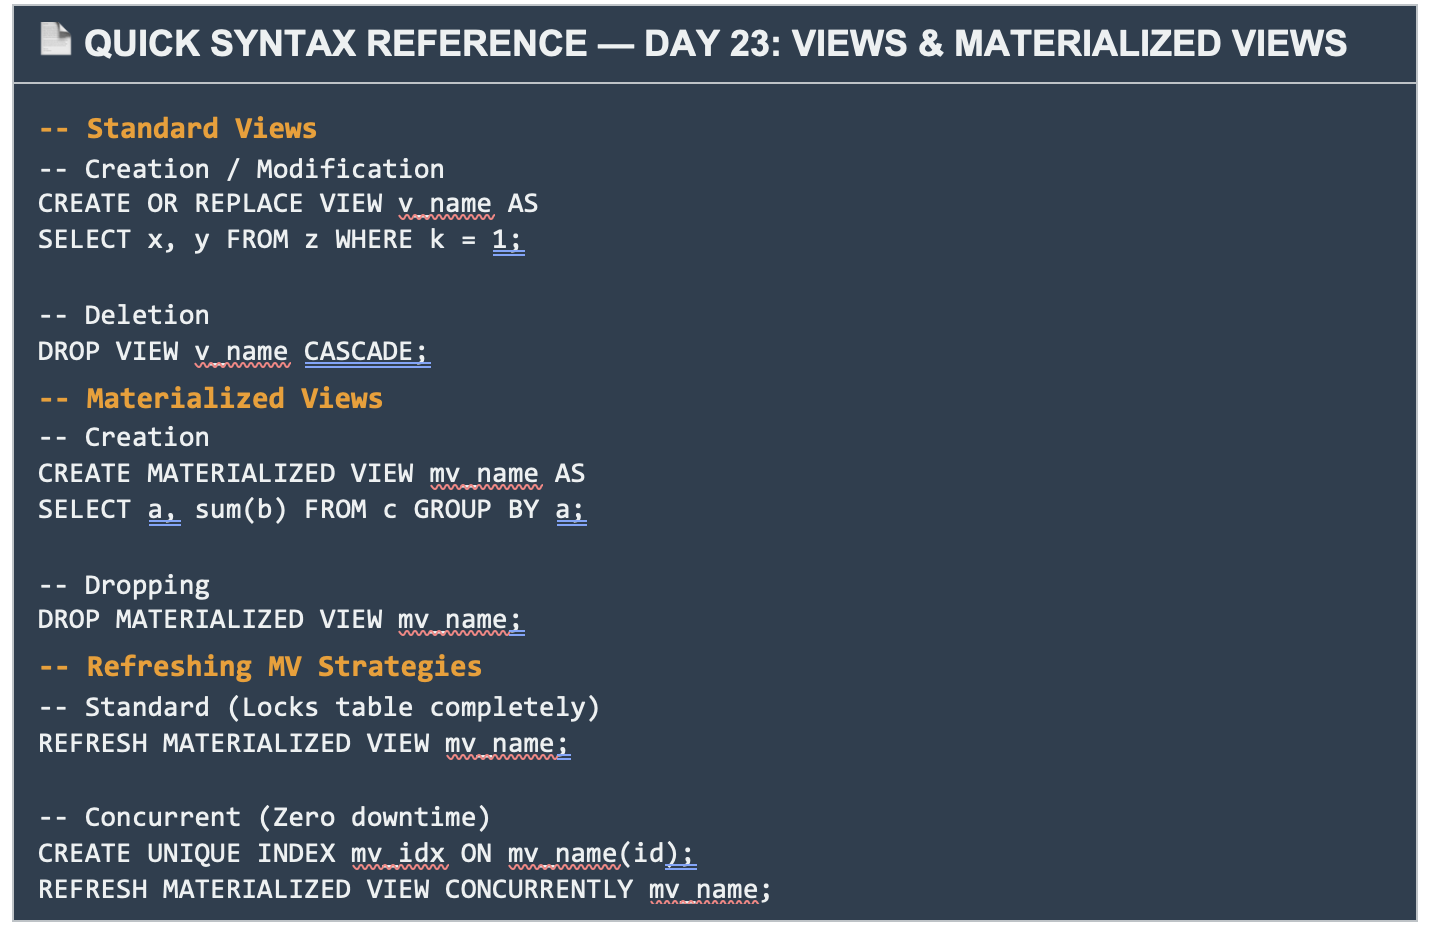 QUICK SYNTAX REFERENCE — DAY 23: VIEWS & MATERIALIZED VIEWS
-- Standard Views
-- Creation / Modification
CREATE OR REPLACE VIEW v_name AS
SELECT x, y FROM z WHERE k = 1;
-- Deletion
DROP VIEW v_name CASCADE;
-- Materialized Views
-- Creation
CREATE MATERIALIZED VIEW mv_name AS
SELECT a, sum(b) FROM c GROUP BY a;
-- Dropping
DROP MATERIALIZED VIEW mv_name;
-- Refreshing MV Strategies
-- Standard (Locks table completely)
REFRESH MATERIALIZED VIEW mv_name;
-- Concurrent (Zero downtime)
CREATE UNIQUE INDEX mv_idx ON mv_name(id);
REFRESH MATERIALIZED VIEW CONCURRENTLY mv_name;